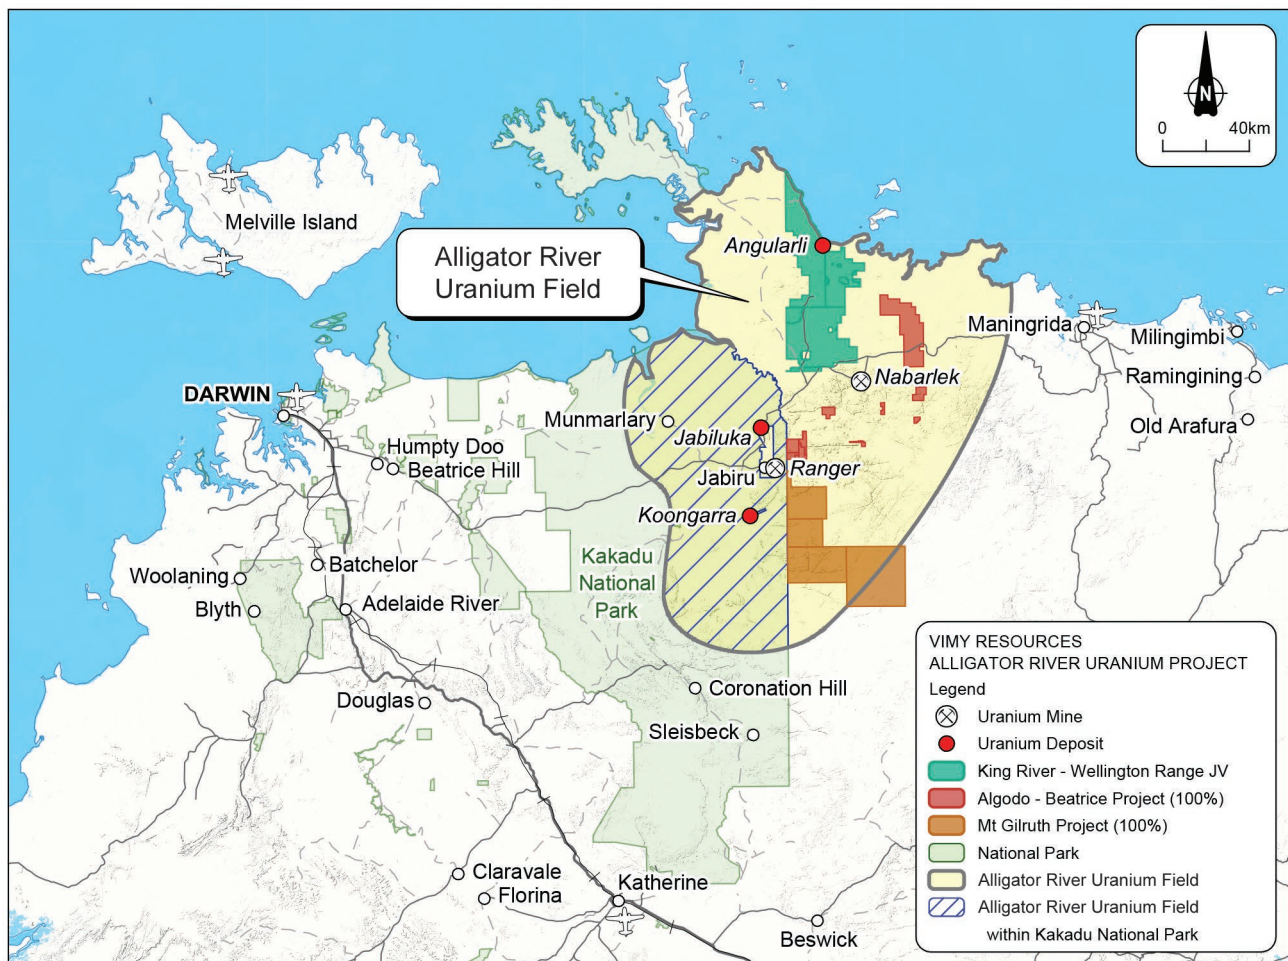 N
0 40km
Melville Island
Alligator River
Uranium Field
Angularli
Maningrida
Milingimbi
Ramingining
Old Arafura
Nabarlek
DARWIN
Munmarlary
Jabiluka
Humpty Doo
Beatrice Hill
Jabiru
Ranger
Koongarra
Kakadu
National
Park
Batchelor
Woolaning
Blyth
Adelaide River
Douglas
Coronation Hill
Sleisbeck
Claravale
Florina
Katherine
Beswick
VIMY RESOURCES
ALLIGATOR RIVER URANIUM PROJECT
Legend
Uranium Mine
Uranium Deposit
King River - Wellington Range JV
Algodo - Beatrice Project (100%)
Mt Gilruth Project (100%)
National Park
Alligator River Uranium Field
Alligator River Uranium Field
within Kakadu National Park